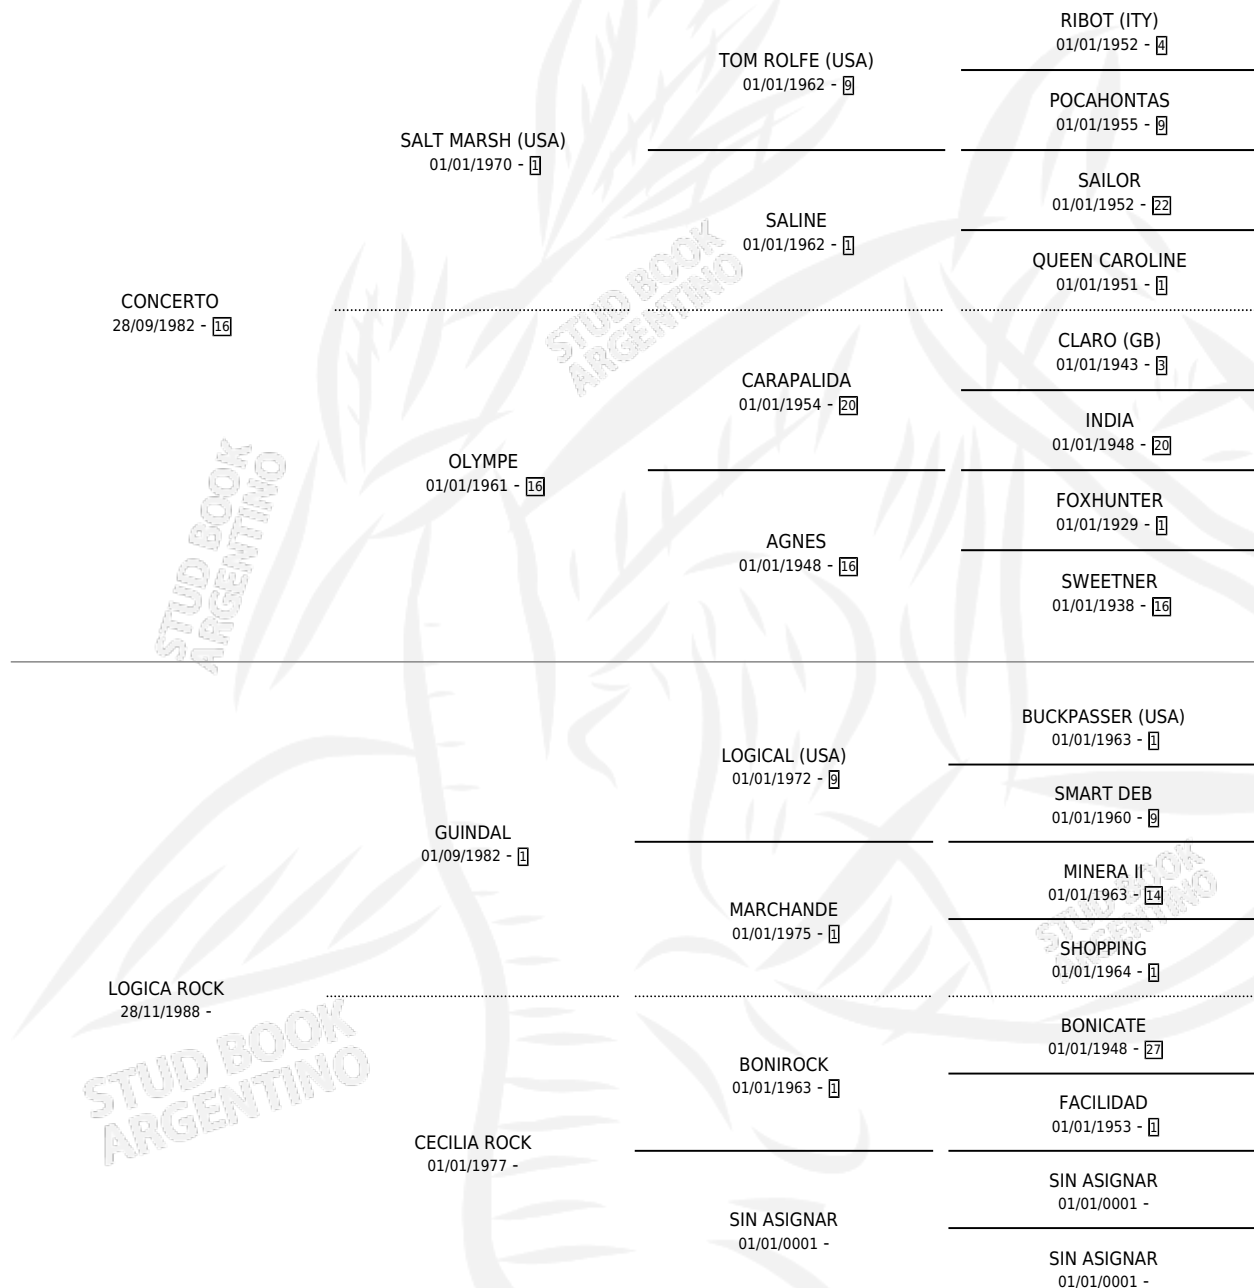 RIBOT (ITY)
01/01/1952 - 4
TOM ROLFE (USA)
01/01/1962 - 9
POCAHONTAS
01/01/1955 - 9
SALT MARSH (USA)
01/01/1970 - 1
SAILOR
01/01/1952 - 22
SALINE
01/01/1962 - 1
QUEEN CAROLINE
01/01/1951 - 1
CONCERTO
28/09/1982 - 16
STUD BOOK
ARGENTINO
CLARO (GB)
01/01/1943 - 3
CARAPALIDA
01/01/1954 - 20
INDIA
01/01/1948 - 20
OLYMPE
01/01/1961 - 16
FOXHUNTER
01/01/1929 - 1
AGNES
01/01/1948 - 16
SWEETNER
01/01/1938 - 16
STUD BOOK
ARGENTINO
BUCKPASSER (USA)
01/01/1963 - 1
LOGICAL (USA)
01/01/1972 - 9
SMART DEB
01/01/1960 - 9
GUINDAL
01/09/1982 - 1
MINERA II
01/01/1963 - 14
MARCHANDE
01/01/1975 - 1
SHOPPING
01/01/1964 - 1
STUD BOOK
ARGENTINO
LOGICA ROCK
28/11/1988 -
BONICATE
01/01/1948 - 27
BONIROCK
01/01/1963 - 1
FACILIDAD
01/01/1953 - 1
STUD BOOK
ARGENTINO
CECILIA ROCK
01/01/1977 -
SIN ASIGNAR
01/01/0001 -
SIN ASIGNAR
01/01/0001 -
SIN ASIGNAR
01/01/0001 -